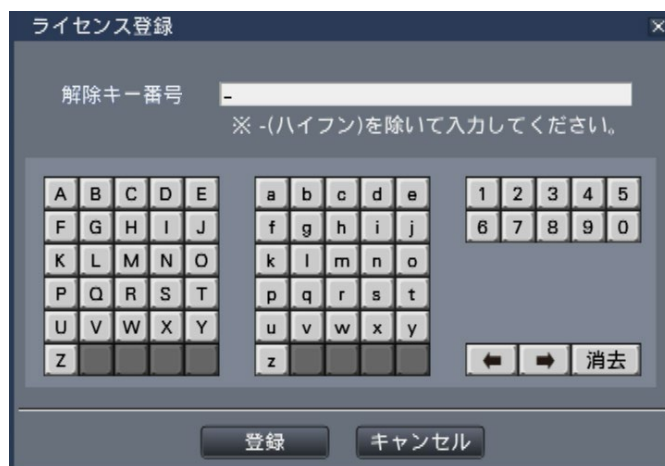 ライセンス登録 ×
解除キー番号 -
※ -(ハイフン)を除いて入力してください。
A B C D E a b c d e 1 2 3 4 5
F G H I J f g h i j 6 7 8 9 0
K L M N O k l m n o
P Q R S T p q r s t
U V W X Y u v w x y
Z z ← → 消去
登録 キャンセル